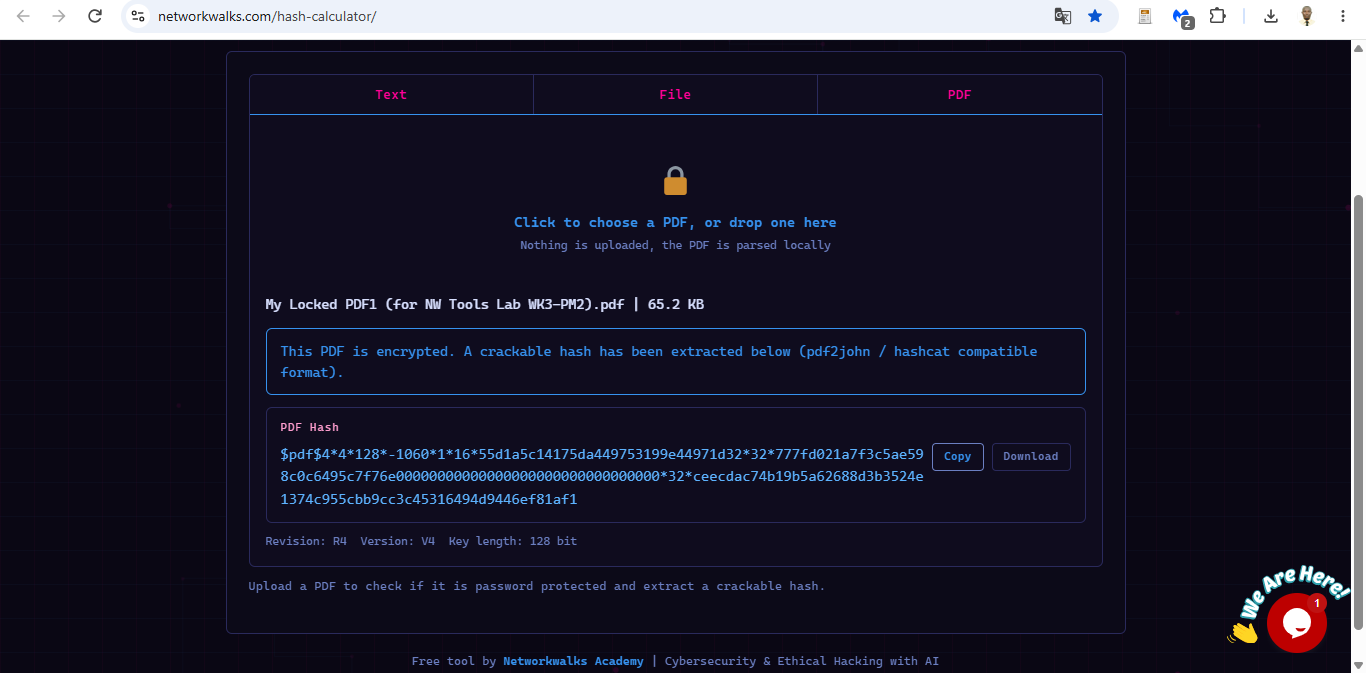 networkwalks.com/hash-calculator/
2
Text File PDF
Click to choose a PDF, or drop one here
Nothing is uploaded, the PDF is parsed locally
My Locked PDF1 (for NW Tools Lab WK3-PM2).pdf | 65.2 KB
This PDF is encrypted. A crackable hash has been extracted below (pdf2john / hashcat compatible
format).
PDF Hash
$pdf$4*4*128*-1060*1*16*55d1a5c14175da449753199e44971d32*32*777fd021a7f3c5ae59
8c0c6495c7f76e00000000000000000000000000000000*32*ceecdac74b19b5a62688d3b3524e
1374c955cbb9cc3c45316494d9446ef81af1
Copy Download
Revision: R4 Version: V4 Key length: 128 bit
Upload a PDF to check if it is password protected and extract a crackable hash.
We Are Here!
1
Free tool by Networkwalks Academy | Cybersecurity & Ethical Hacking with AI